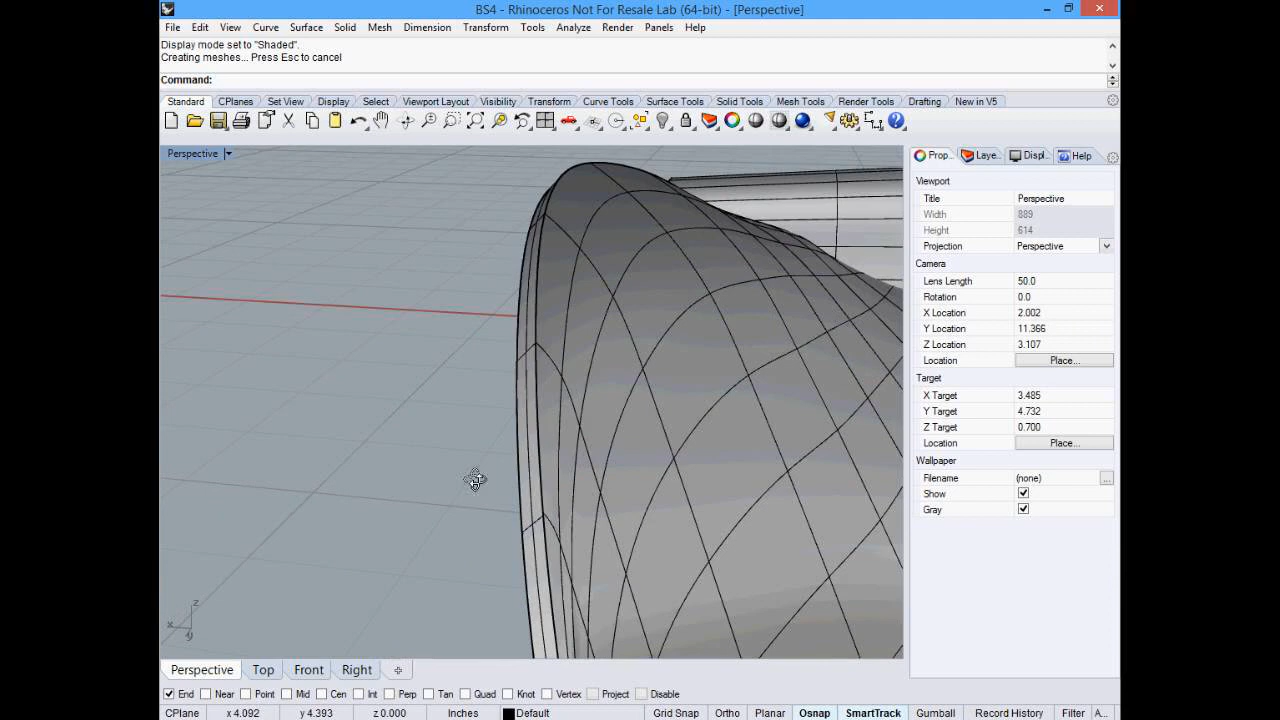 BS4 - Rhinoceros Not For Resale Lab (64-bit) - [Perspective]
File Edit View Curve Surface Solid Mesh Dimension Transform Tools Analyze Render Panels Help
Display mode set to "Shaded".
Creating meshes... Press Esc to cancel
Command:
Standard CPlanes Set View Display Select Viewport Layout Visibility Transform Curve Tools Surface Tools Solid Tools Mesh Tools Render Tools Drafting New in V5
Perspective
Prop... Laye... Displ... Help
Viewport
Title Perspective
Width 889
Height 614
Projection Perspective
Camera
Lens Length 50.0
Rotation 0.0
X Location 2.002
Y Location 11.366
Z Location 3.107
Location Place...
Target
X Target 3.485
Y Target 4.732
Z Target 0.700
Location Place...
Wallpaper
Filename (none) ...
Show
Gray
z
x
y
Perspective Top Front Right
End Near Point Mid Cen Int Perp Tan Quad Knot Vertex Project Disable
CPlane x 4.092 y 4.393 z 0.000 Inches Default Grid Snap Ortho Planar Osnap SmartTrack Gumball Record History Filter A...